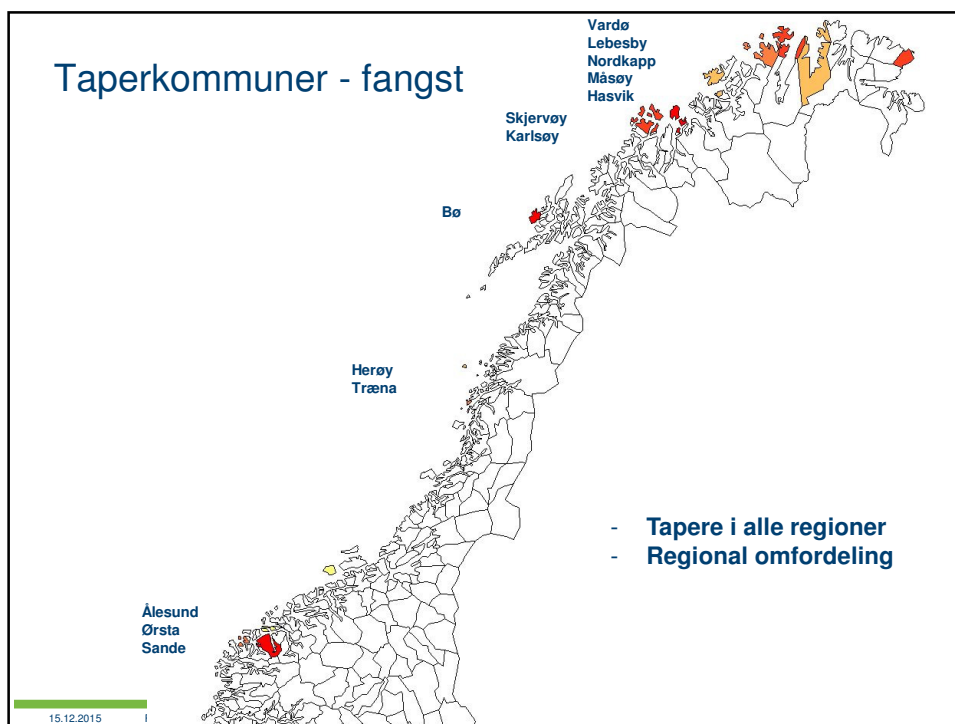 Taperkommuner - fangst
Vardø
Lebesby
Nordkapp
Måsøy
Hasvik
Skjervøy
Karlsøy
Bø
Herøy
Træna
- Tapere i alle regioner
- Regional omfordeling
Ålesund
Ørsta
Sande
15.12.2015